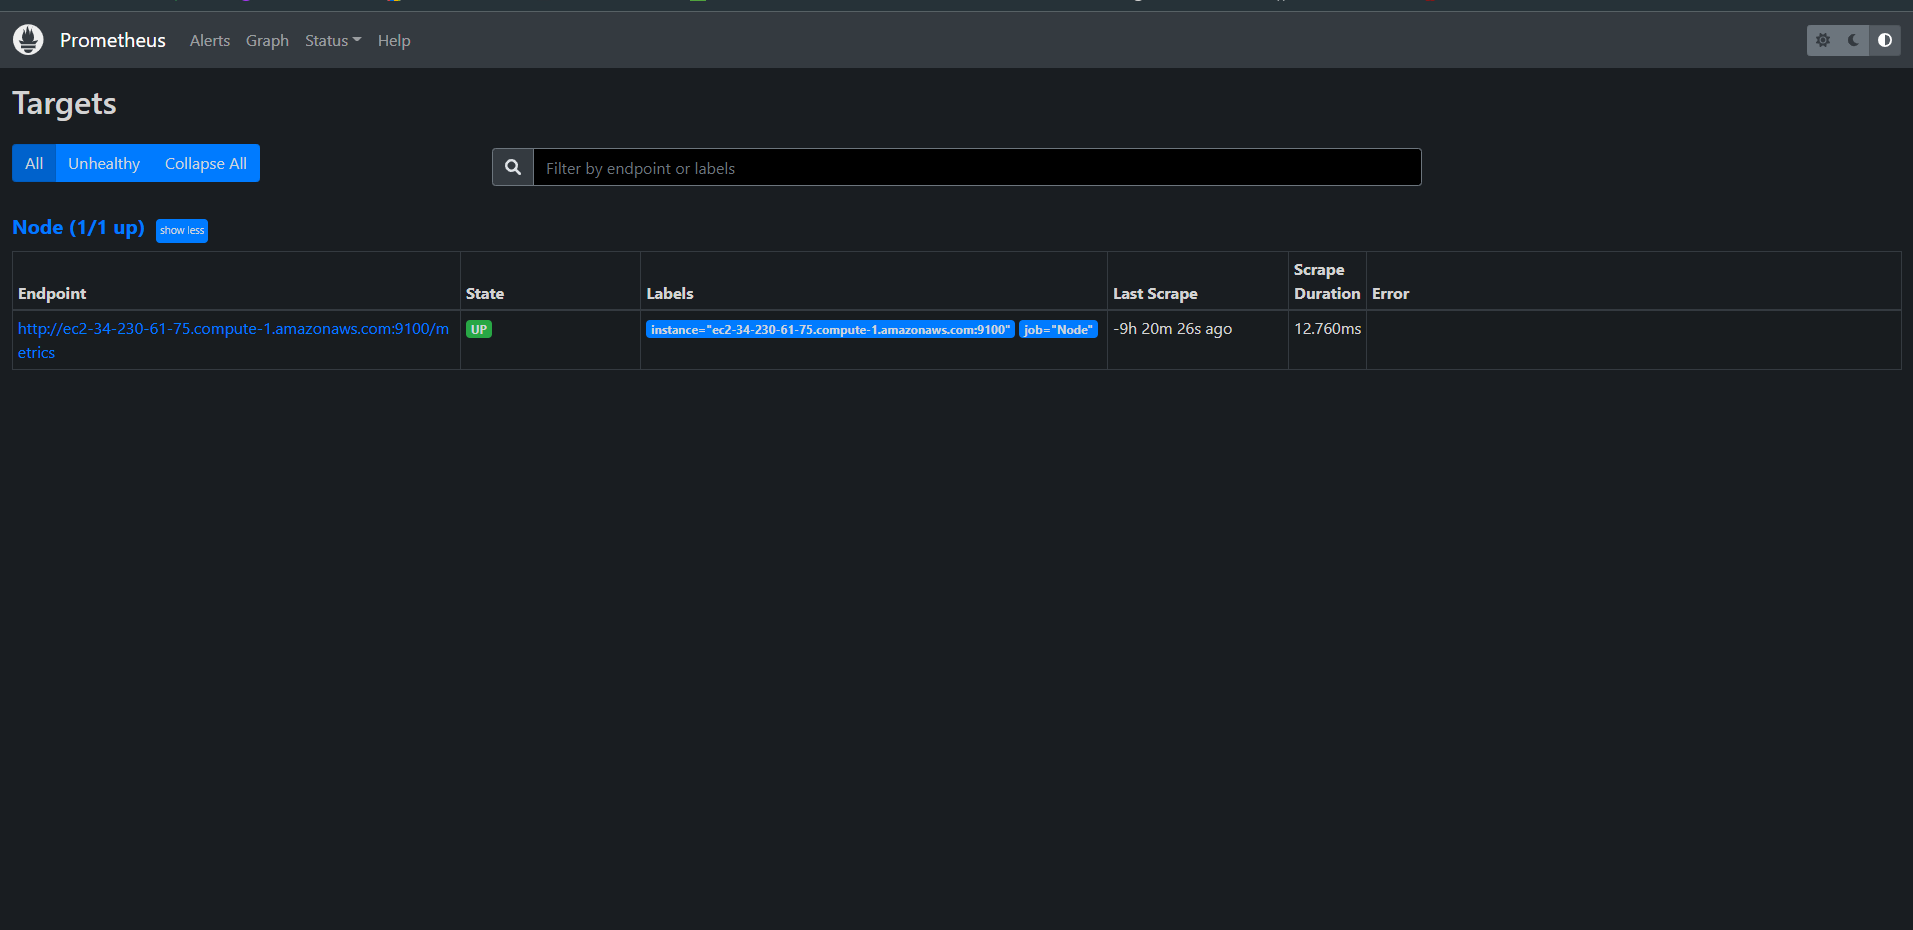 Prometheus Alerts Graph Status Help
Targets
All Unhealthy Collapse All
Filter by endpoint or labels
Node (1/1 up) show less
Endpoint State Labels Last Scrape Scrape Duration Error
http://ec2-34-230-61-75.compute-1.amazonaws.com:9100/m
etrics
UP
instance="ec2-34-230-61-75.compute-1.amazonaws.com:9100" job="Node"
-9h 20m 26s ago
12.760ms